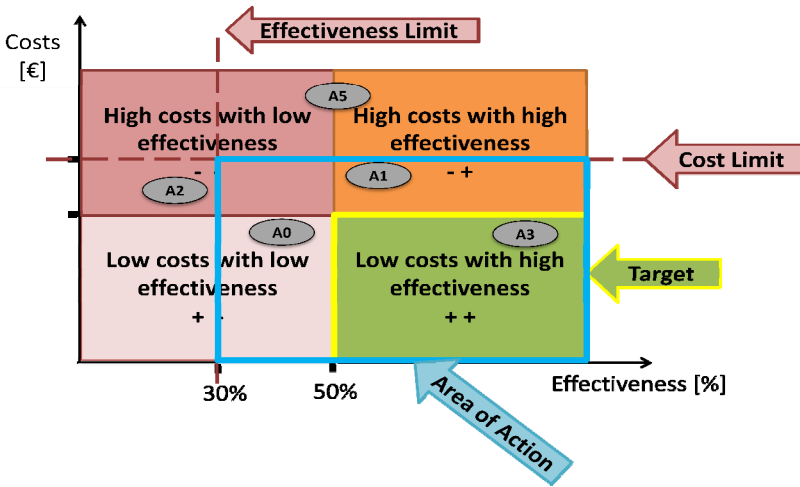 Effectiveness Limit
Costs
[€]
A5
High costs with low
effectiveness
- -
High costs with high
effectiveness
- +
Cost Limit
A1
A2
A0
A3
Low costs with low
effectiveness
+ -
Low costs with high
effectiveness
+ +
Target
30%
50%
Effectiveness [%]
Area of Action